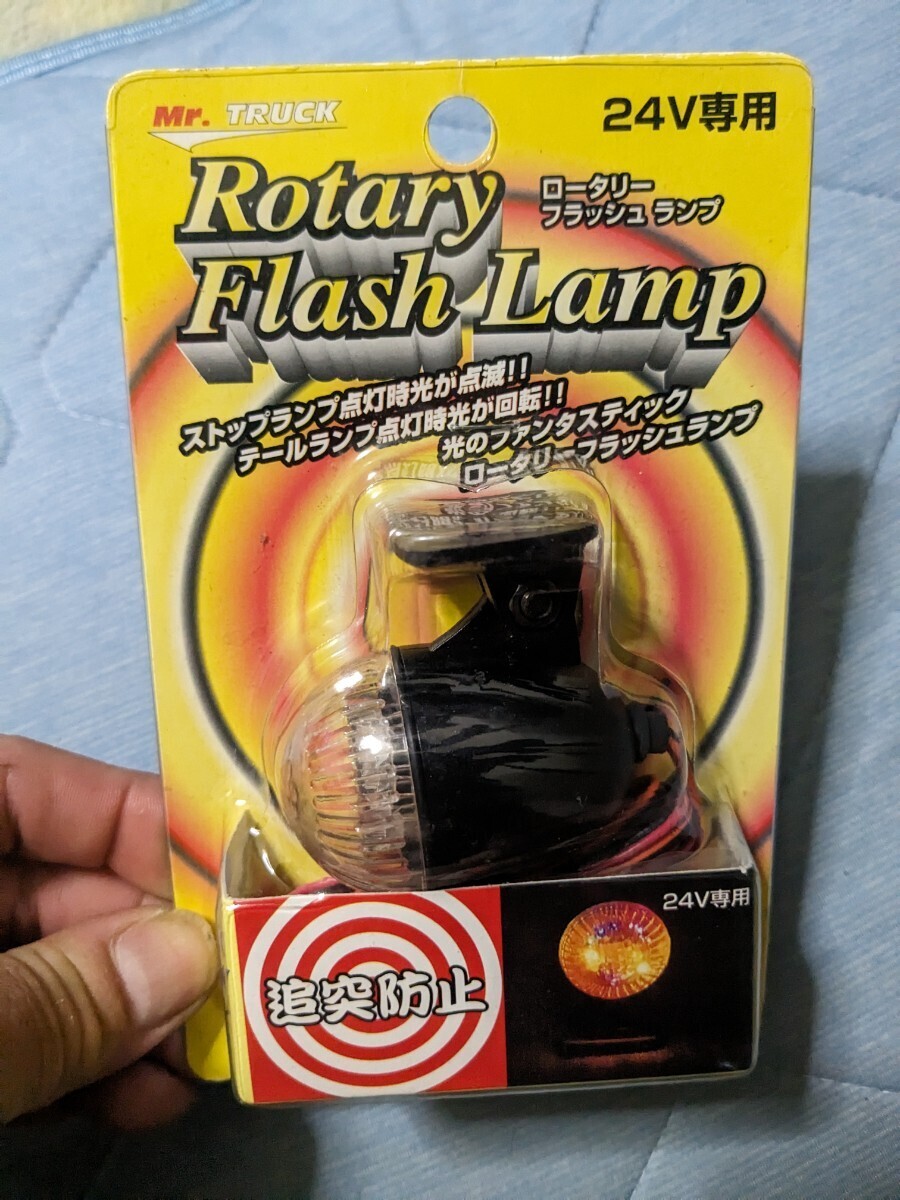 Mr. TRUCK
24V専用
Rotary
Flash Lamp
ロータリー
フラッシュ ランプ
ストップランプ点灯時光が点滅!!
テールランプ点灯時光が回転!!
光のファンタスティック
ロータリーフラッシュランプ
24V専用
追突防止